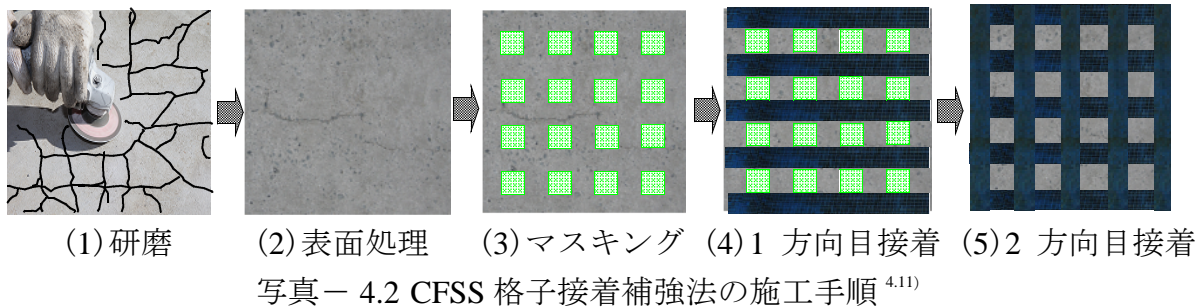 (1)研磨 (2)表面処理 (3)マスキング (4)1 方向目接着 (5)2 方向目接着
写真－ 4.2 CFSS 格子接着補強法の施工手順 4.11)